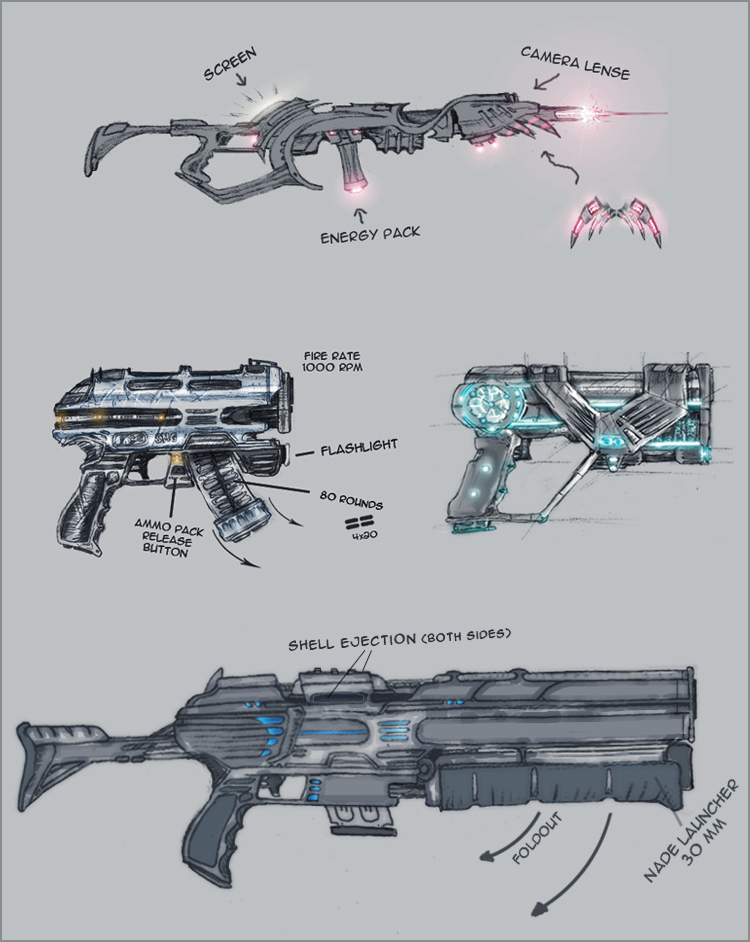 SCREEN
CAMERA LENSE
ENERGY PACK
FIRE RATE
1000 RPM
FLASHLIGHT
80 ROUNDS
4x20
AMMO PACK
RELEASE
BUTTON
SHELL EJECTION (BOTH SIDES)
FOLDOUT
NADE LAUNCHER
30 MM